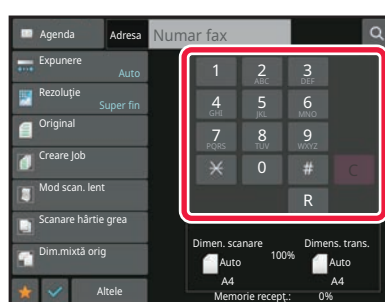 Agenda
Adresa
Numar fax
Expunere
Auto
Rezoluție
Super fin
Original
Creare Job
Mod scan. lent
Scanare hârtie grea
Dim.mixtă orig
Altele
1 2 3
ABC DEF
4 5 6
GHI JKL MNO
7 8 9
PQRS TUV WXYZ
0 # C
R
Dimen. scanare
Dimens. trans.
100%
Auto
Auto
A4
A4
Memorie recept.: 0%